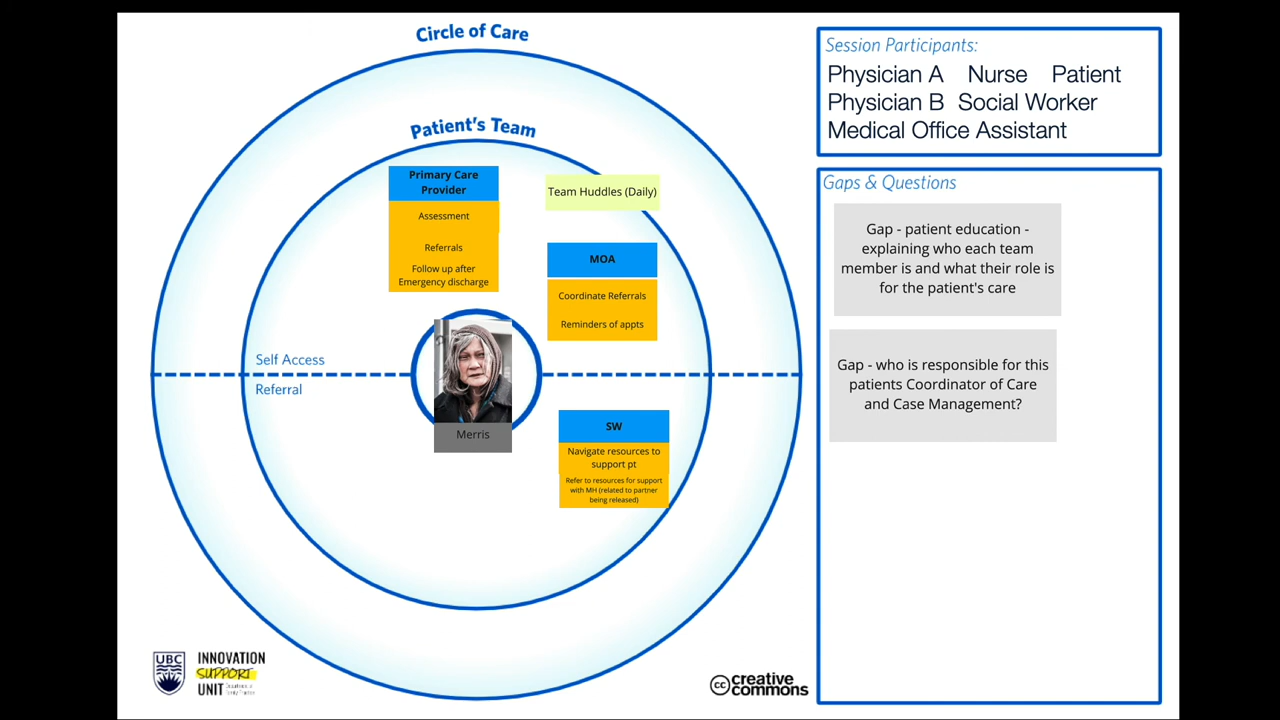 Circle of Care
Patient's Team
Primary Care
Provider
Assessment
Referrals
Follow up after
Emergency discharge
Team Huddles (Daily)
MOA
Coordinate Referrals
Reminders of appts
Self Access
Referral
Merris
SW
Navigate resources to
support pt
Refer to resources for support
with MH (related to partner
being released)
UBC
INNOVATION
SUPPORT
UNIT
Department of
Family Practice
cc creative
commons
Session Participants:
Physician A Nurse Patient
Physician B Social Worker
Medical Office Assistant
Gaps & Questions
Gap - patient education -
explaining who each team
member is and what their role is
for the patient's care
Gap - who is responsible for this
patients Coordinator of Care
and Case Management?